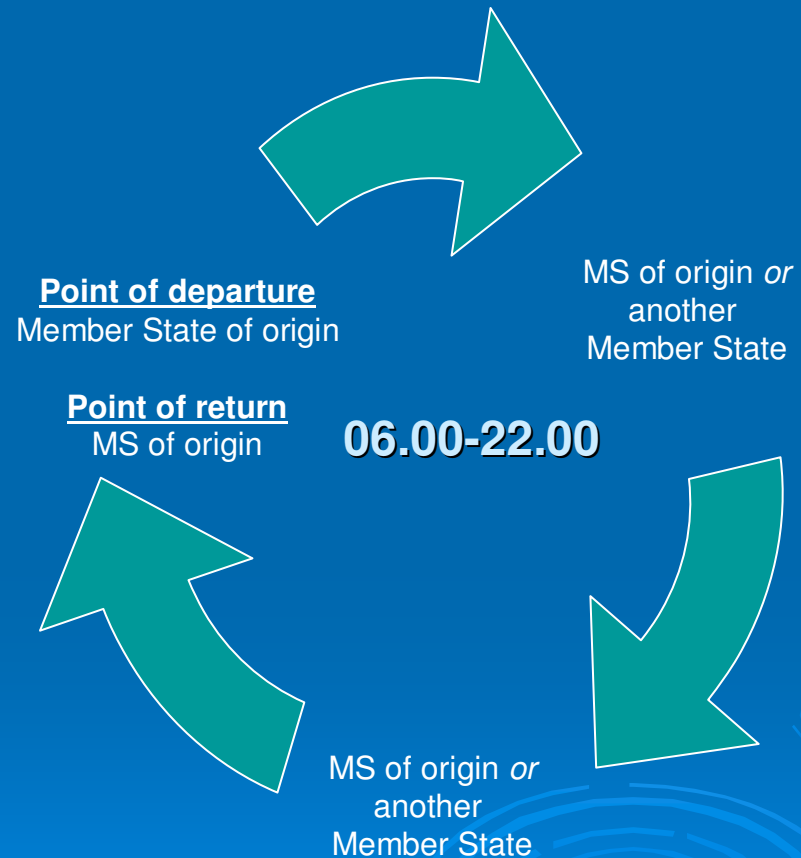 Point of departure
Member State of origin
MS of origin or
another
Member State
Point of return
MS of origin
06.00-22.00
MS of origin or
another
Member State